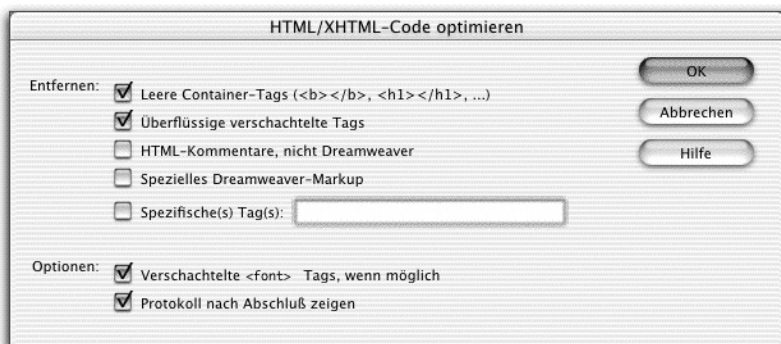 HTML/XHTML-Code optimieren
Entfernen:
Leere Container-Tags (<b></b>, <h1></h1>, ...)
Überflüssige verschachtelte Tags
HTML-Kommentare, nicht Dreamweaver
Spezielles Dreamweaver-Markup
Spezifische(s) Tag(s):
Optionen:
Verschachtelte <font> Tags, wenn möglich
Protokoll nach Abschluß zeigen
OK
Abbrechen
Hilfe